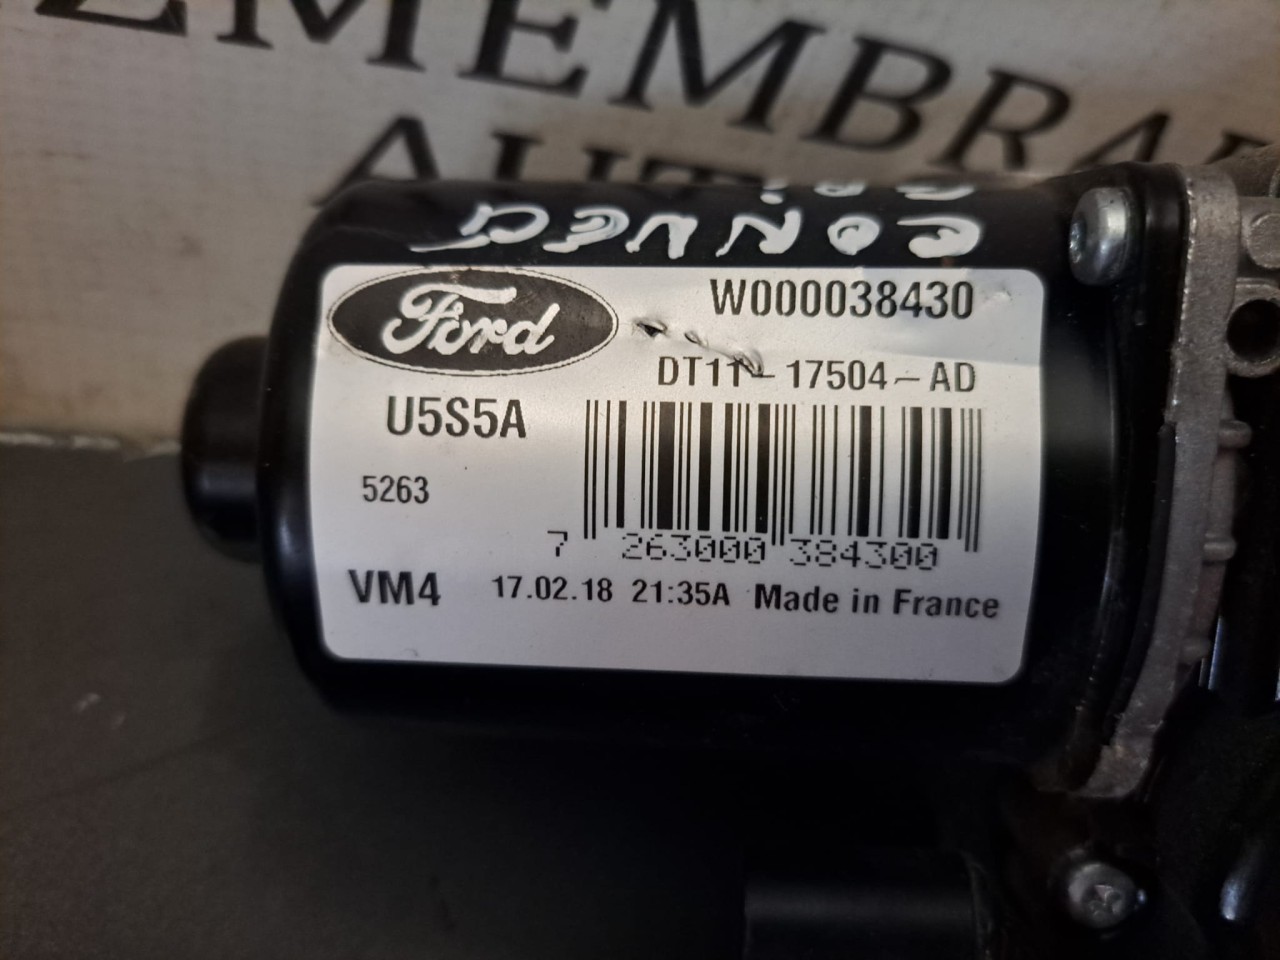 Ford
W000038430
DT11-17504-AD
U5S5A
5263
7 263000 384300
VM4 17.02.18 21:35A Made in France